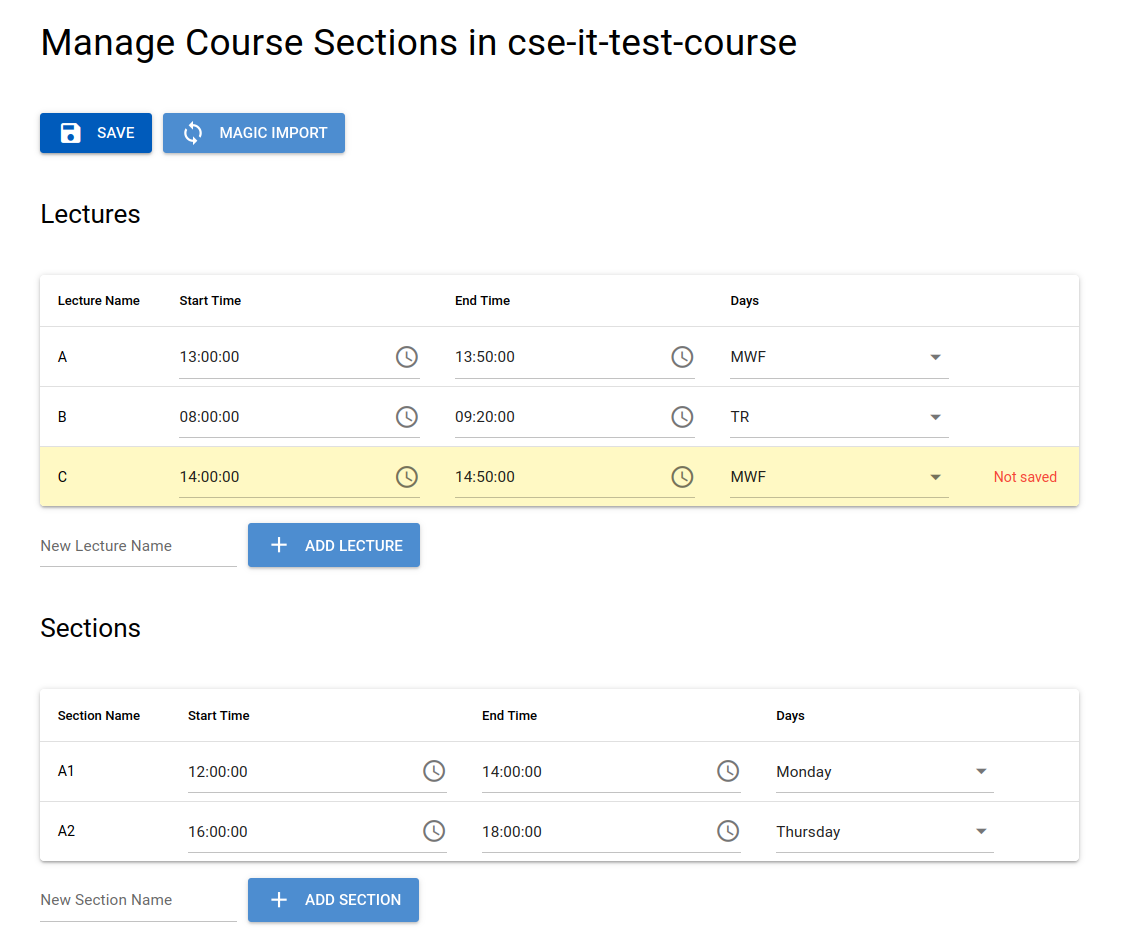 Manage Course Sections in cse-it-test-course
SAVE MAGIC IMPORT
Lectures
Lecture Name Start Time End Time Days
A 13:00:00 13:50:00 MWF
B 08:00:00 09:20:00 TR
C 14:00:00 14:50:00 MWF Not saved
New Lecture Name ADD LECTURE
Sections
Section Name Start Time End Time Days
A1 12:00:00 14:00:00 Monday
A2 16:00:00 18:00:00 Thursday
New Section Name ADD SECTION